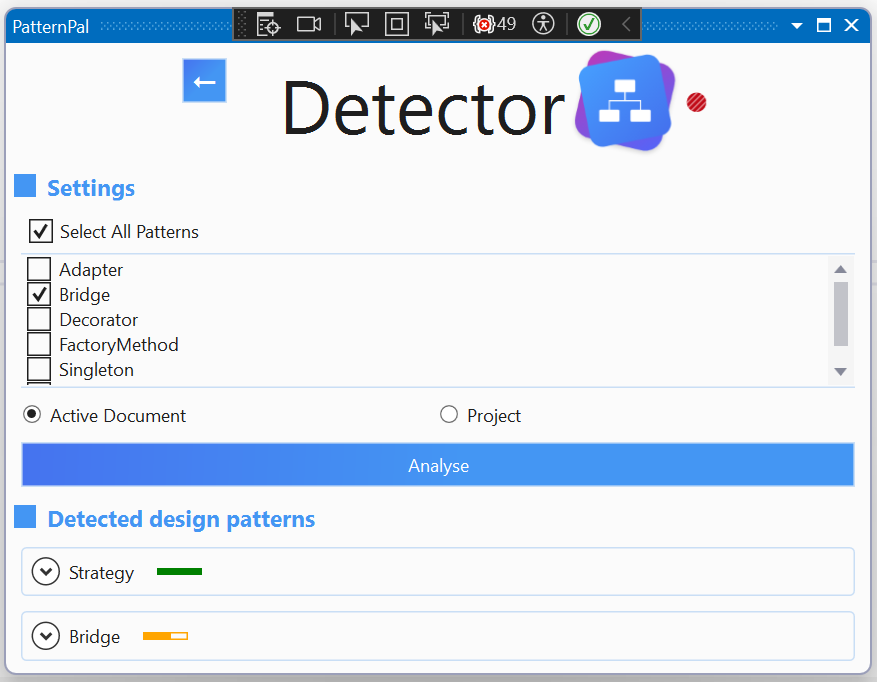 PatternPal
49
Detector
Settings
Select All Patterns
Adapter
Bridge
Decorator
FactoryMethod
Singleton
Active Document
Project
Analyse
Detected design patterns
Strategy
Bridge